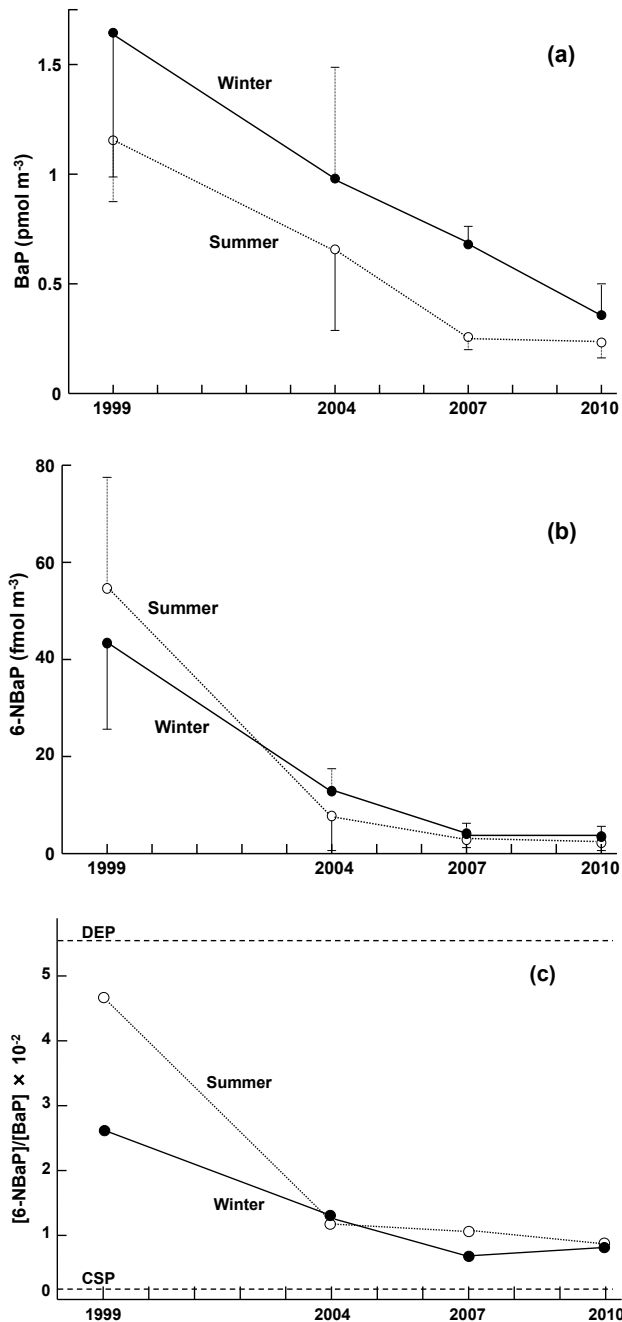 (a)
1.5
Winter
1
BaP (pmol m-3)
Summer
0.5
0
1999 2004 2007 2010
80
(b)
60
Summer
6-NBaP (fmol m-3)
40
Winter
20
0
1999 2004 2007 2010
DEP
5
(c)
4
Summer
[6-NBaP]/[BaP] × 10-2
3
2
Winter
1
CSP
0
1999 2004 2007 2010